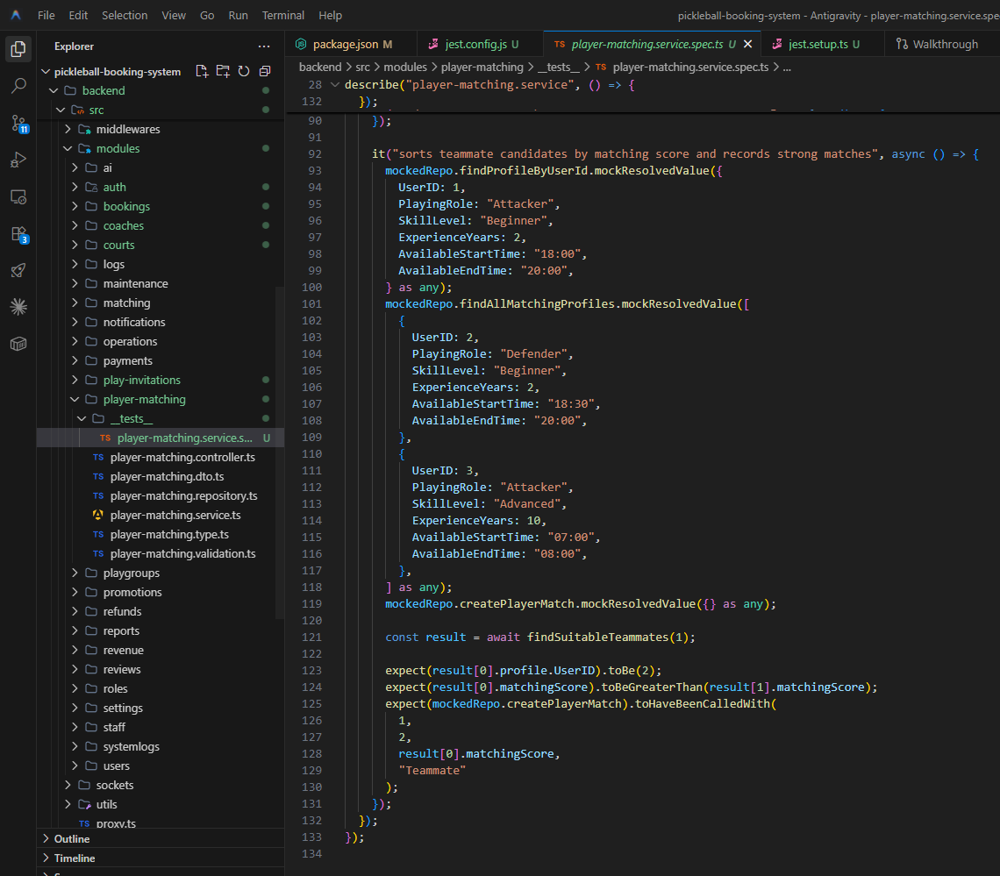 File Edit Selection View Go Run Terminal Help
pickleball-booking-system - Antigravity - player-matching.service.spe
Explorer ...
package.json M
jest.config.js U
TS player-matching.service.spec.ts U
jest.setup.ts U
Walkthrough
backend > src > modules > player-matching > __tests__ > TS player-matching.service.spec.ts > ...
pickleball-booking-system
backend
src
middlewares
modules
ai
auth
bookings
coaches
courts
logs
maintenance
matching
notifications
operations
payments
play-invitations
player-matching
__tests__
TS player-matching.service.s... U
TS player-matching.controller.ts
TS player-matching.dto.ts
TS player-matching.repository.ts
player-matching.service.ts
TS player-matching.type.ts
TS player-matching.validation.ts
playgroups
promotions
refunds
reports
revenue
reviews
roles
settings
staff
systemlogs
users
sockets
utils
TS proxy.ts
Outline
Timeline
11
3
28 describe("player-matching.service", () => {
132 });
90 });
91
92 it("sorts teammate candidates by matching score and records strong matches", async () => {
93 mockedRepo.findProfileByUserId.mockResolvedValue({
94 UserID: 1,
95 PlayingRole: "Attacker",
96 SkillLevel: "Beginner",
97 ExperienceYears: 2,
98 AvailableStartTime: "18:00",
99 AvailableEndTime: "20:00",
100 } as any);
101 mockedRepo.findAllMatchingProfiles.mockResolvedValue([
102 {
103 UserID: 2,
104 PlayingRole: "Defender",
105 SkillLevel: "Beginner",
106 ExperienceYears: 2,
107 AvailableStartTime: "18:30",
108 AvailableEndTime: "20:00",
109 },
110 {
111 UserID: 3,
112 PlayingRole: "Attacker",
113 SkillLevel: "Advanced",
114 ExperienceYears: 10,
115 AvailableStartTime: "07:00",
116 AvailableEndTime: "08:00",
117 },
118 ] as any);
119 mockedRepo.createPlayerMatch.mockResolvedValue({} as any);
120
121 const result = await findSuitableTeammates(1);
122
123 expect(result[0].profile.UserID).toBe(2);
124 expect(result[0].matchingScore).toBeGreaterThan(result[1].matchingScore);
125 expect(mockedRepo.createPlayerMatch).toHaveBeenCalledWith(
126 1,
127 2,
128 result[0].matchingScore,
129 "Teammate"
130 );
131 });
132 });
133 });
134